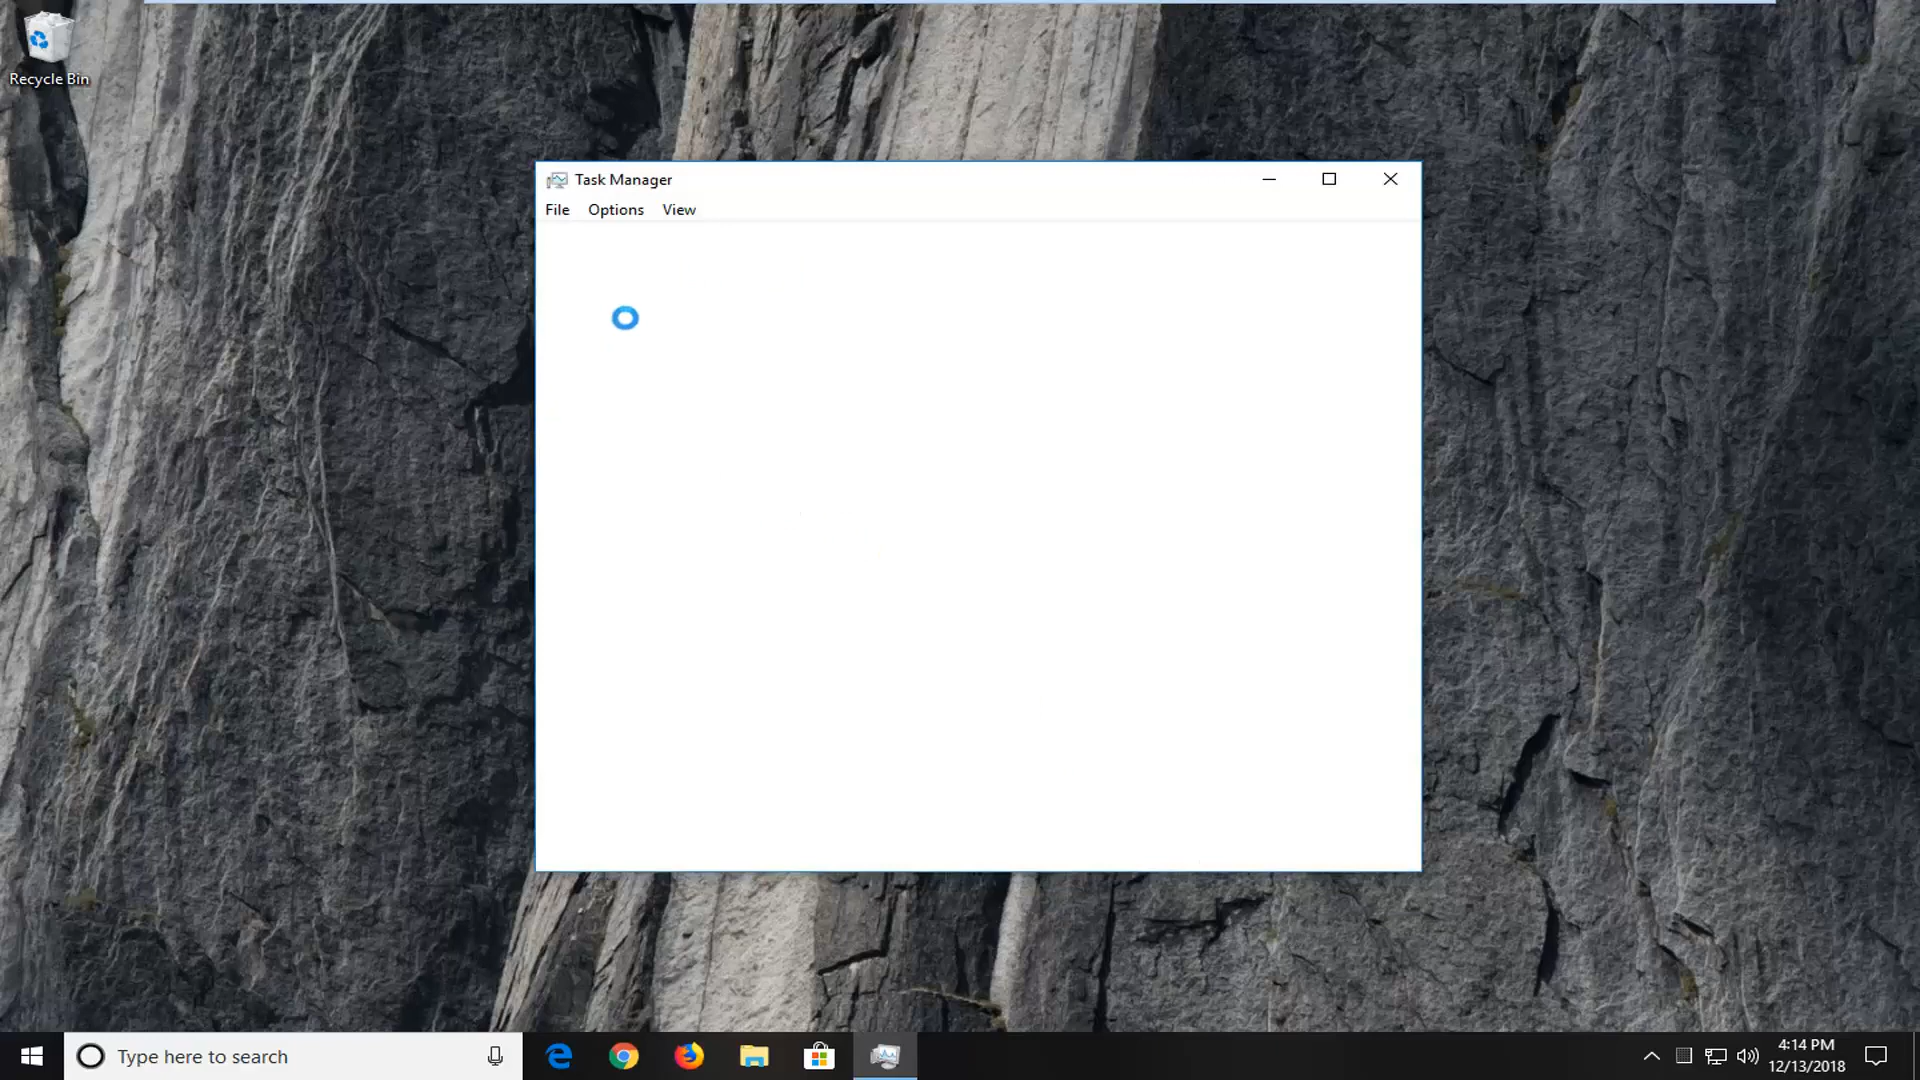 Recycle Bin
Task Manager
File Options View
Type here to search
4:14 PM
12/13/2018